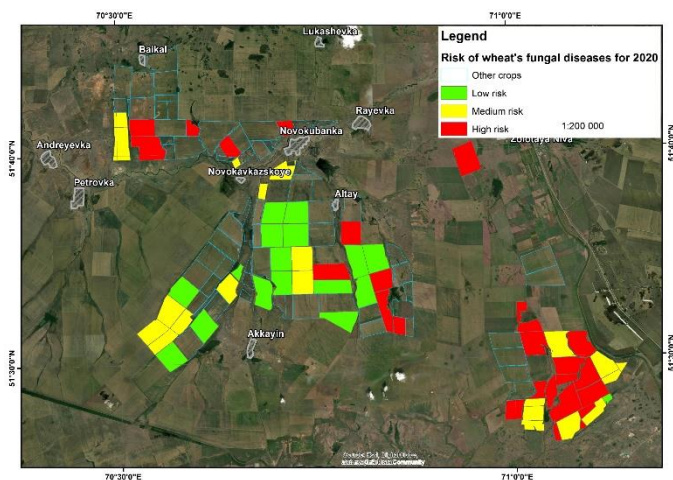 70°30'0"E
71°0'0"E
Lukashevka
Legend
Risk of wheat's fungal diseases for 2020
Other crops
Low risk
Medium risk
High risk
1:200 000
Baikal
Rayevka
Novokubanka
Zolotaya Niva
51°40'0"N
51°40'0"N
Andreyevka
Novokavkazskoye
Petrovka
Altay
Akkayin
51°30'0"N
51°30'0"N
Community
70°30'0"E
71°0'0"E